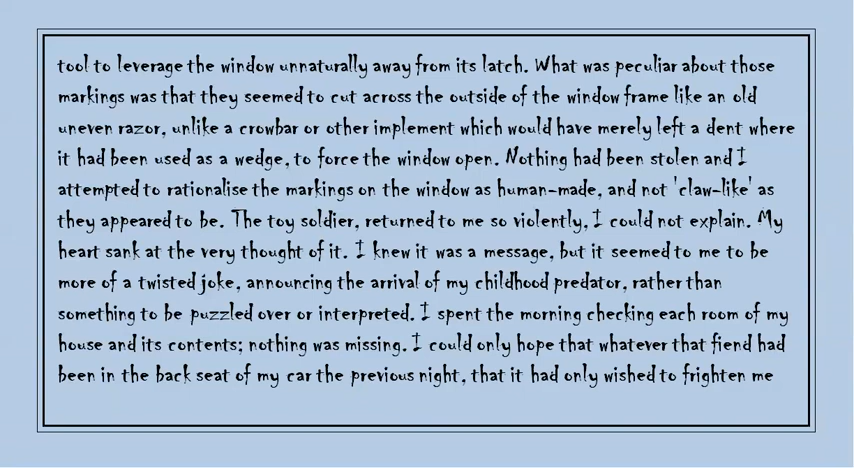 tool to leverage the window unnaturally away from its latch. What was peculiar about those
markings was that they seemed to cut across the outside of the window frame like an old
uneven razor, unlike a crowbar or other implement which would have merely left a dent where
it had been used as a wedge, to force the window open. Nothing had been stolen and I
attempted to rationalise the markings on the window as human-made, and not 'claw-like' as
they appeared to be. The toy soldier, returned to me so violently, I could not explain. My
heart sank at the very thought of it. I knew it was a message, but it seemed to me to be
more of a twisted joke, announcing the arrival of my childhood predator, rather than
something to be puzzled over or interpreted. I spent the morning checking each room of my
house and its contents; nothing was missing. I could only hope that whatever that fiend had
been in the back seat of my car the previous night, that it had only wished to frighten me